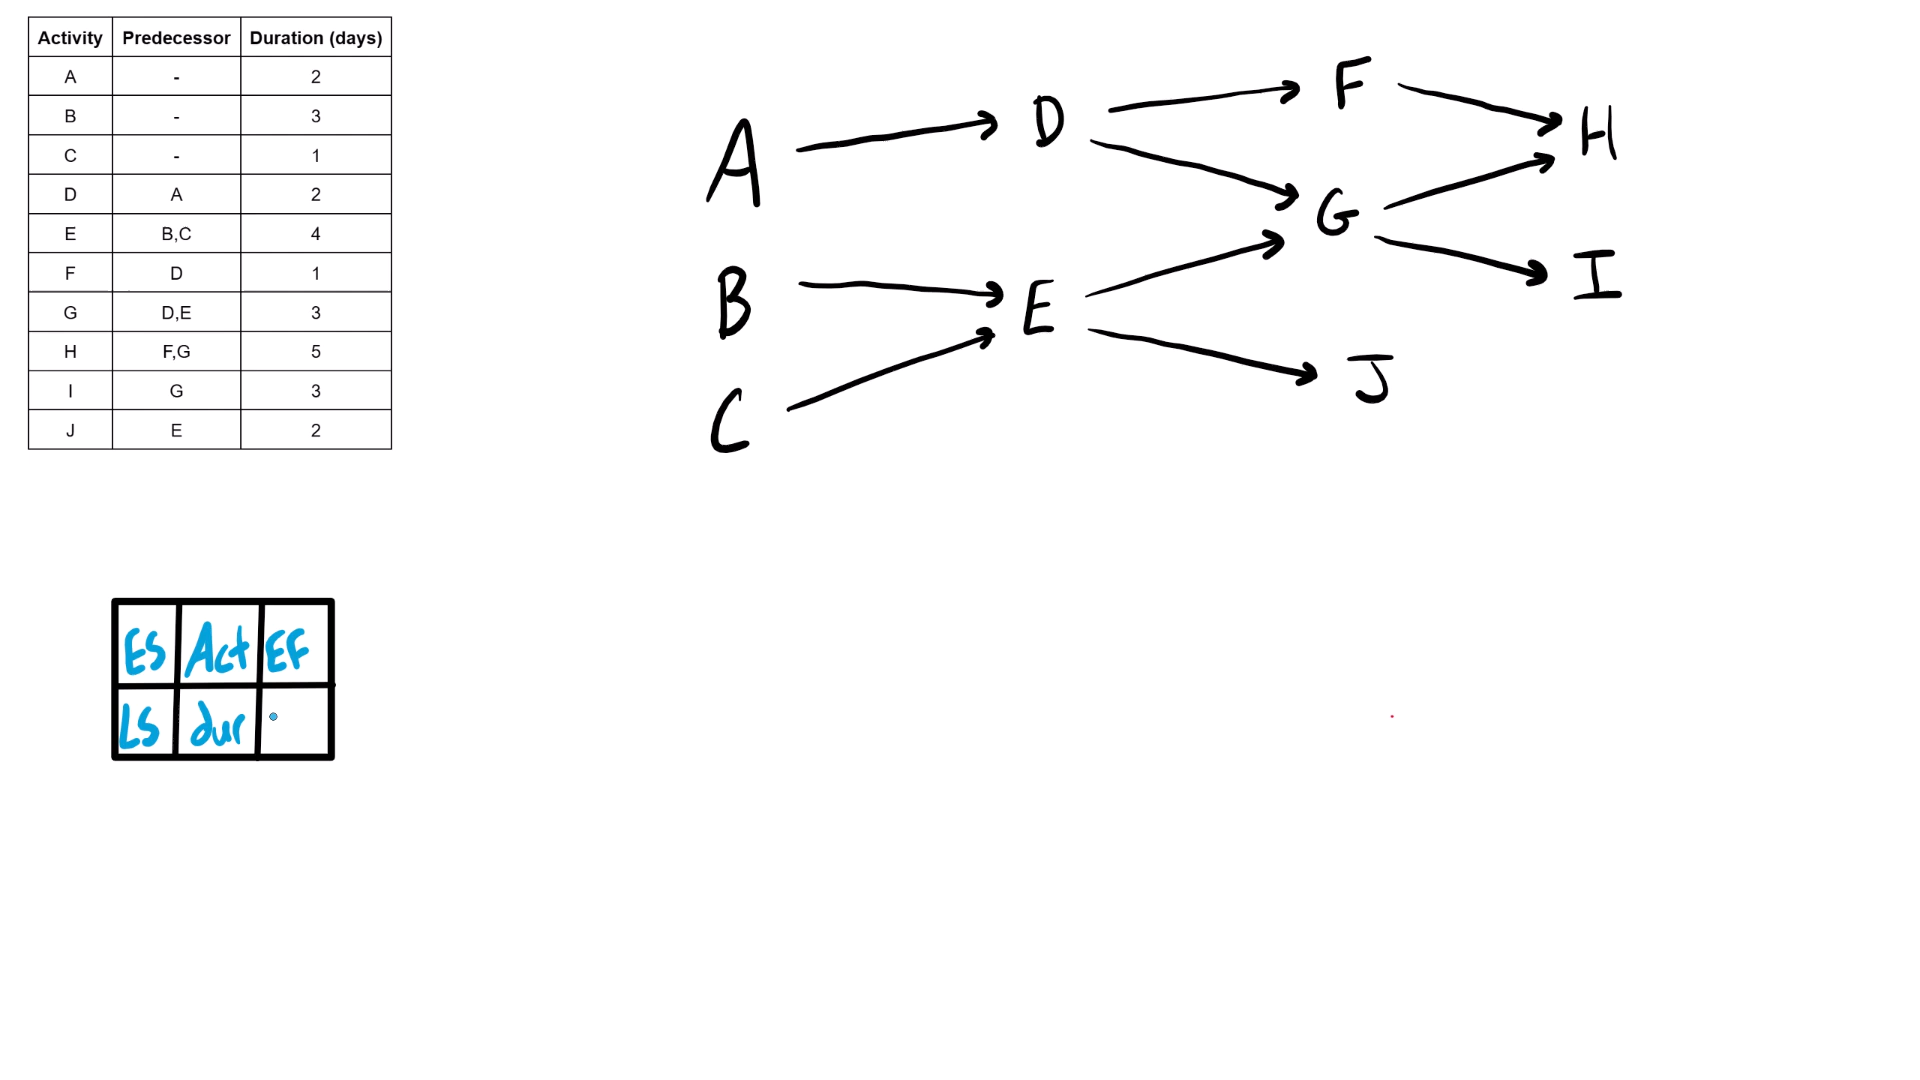 Activity Predecessor Duration (days)
A - 2
B - 3
C - 1
D A 2
E B,C 4
F D 1
G D,E 3
H F,G 5
I G 3
J E 2
A D F H
B E G I
C J
ES Act EF
LS dur